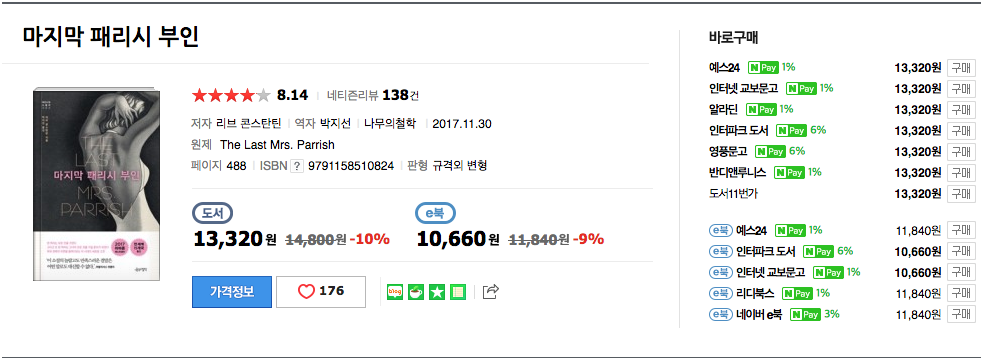 마지막 패리시 부인
THE
LAST
마지막 패리시 부인
MRS.
PARRISH
8.14 네티즌리뷰 138건
저자 리브 콘스탄틴 역자 박지선 나무의철학 2017.11.30
원제 The Last Mrs. Parrish
페이지 488 ISBN ? 9791158510824 판형 규격외 변형
도서
13,320원 14,800원 -10%
e북
10,660원 11,840원 -9%
가격정보
176
blog
바로구매
예스24 N Pay 1% 13,320원 구매
인터넷 교보문고 N Pay 1% 13,320원 구매
알라딘 N Pay 1% 13,320원 구매
인터파크 도서 N Pay 6% 13,320원 구매
영풍문고 N Pay 6% 13,320원 구매
반디앤루니스 N Pay 1% 13,320원 구매
도서11번가 13,320원 구매
e북 예스24 N Pay 1% 11,840원 구매
e북 인터파크 도서 N Pay 6% 10,660원 구매
e북 인터넷 교보문고 N Pay 1% 10,660원 구매
e북 리디북스 N Pay 1% 11,840원 구매
e북 네이버 e북 N Pay 3% 11,840원 구매